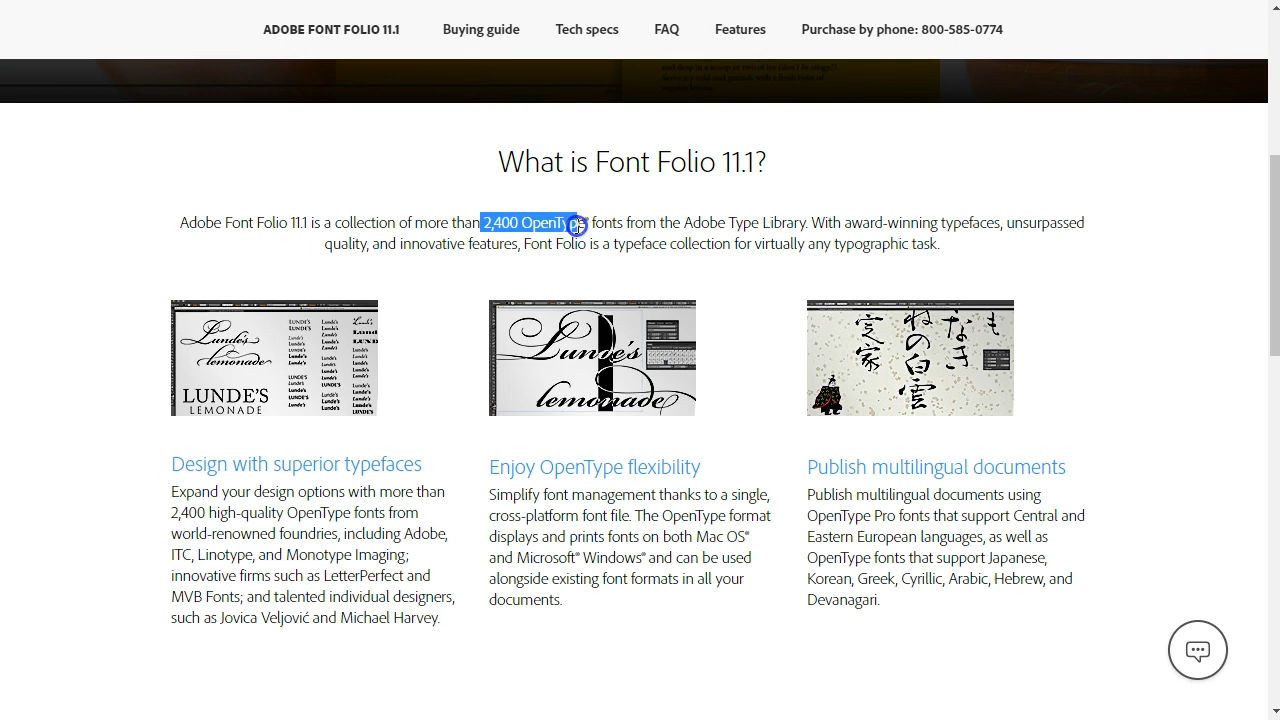 ADOBE FONT FOLIO 11.1 Buying guide Tech specs FAQ Features Purchase by phone: 800-585-0774
What is Font Folio 11.1?
Adobe Font Folio 11.1 is a collection of more than 2,400 OpenType® fonts from the Adobe Type Library. With award-winning typefaces, unsurpassed
quality, and innovative features, Font Folio is a typeface collection for virtually any typographic task.
Lunde's
lemonade
LUNDE'S
LEMONADE
Lunde's
lemonade
も
なき
ねの白雲
受家
Design with superior typefaces
Expand your design options with more than
2,400 high-quality OpenType fonts from
world-renowned foundries, including Adobe,
ITC, Linotype, and Monotype Imaging;
innovative firms such as LetterPerfect and
MVB Fonts; and talented individual designers,
such as Jovica Veljović and Michael Harvey.
Enjoy OpenType flexibility
Simplify font management thanks to a single,
cross-platform font file. The OpenType format
displays and prints fonts on both Mac OS®
and Microsoft® Windows® and can be used
alongside existing font formats in all your
documents.
Publish multilingual documents
Publish multilingual documents using
OpenType Pro fonts that support Central and
Eastern European languages, as well as
OpenType fonts that support Japanese,
Korean, Greek, Cyrillic, Arabic, Hebrew, and
Devanagari.